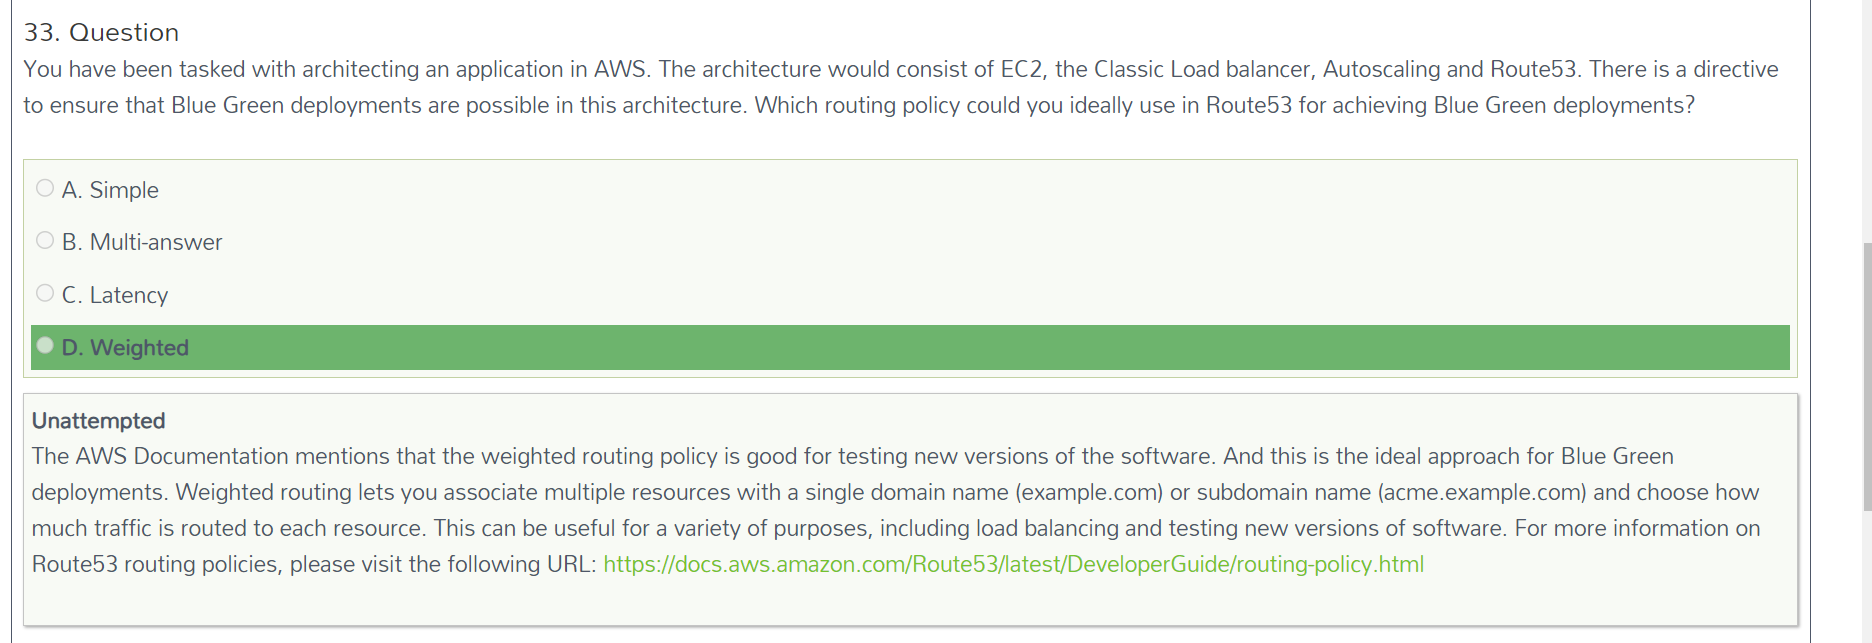 33. Question
You have been tasked with architecting an application in AWS. The architecture would consist of EC2, the Classic Load balancer, Autoscaling and Route53. There is a directive
to ensure that Blue Green deployments are possible in this architecture. Which routing policy could you ideally use in Route53 for achieving Blue Green deployments?
A. Simple
B. Multi-answer
C. Latency
D. Weighted
Unattempted
The AWS Documentation mentions that the weighted routing policy is good for testing new versions of the software. And this is the ideal approach for Blue Green
deployments. Weighted routing lets you associate multiple resources with a single domain name (example.com) or subdomain name (acme.example.com) and choose how
much traffic is routed to each resource. This can be useful for a variety of purposes, including load balancing and testing new versions of software. For more information on
Route53 routing policies, please visit the following URL: https://docs.aws.amazon.com/Route53/latest/DeveloperGuide/routing-policy.html